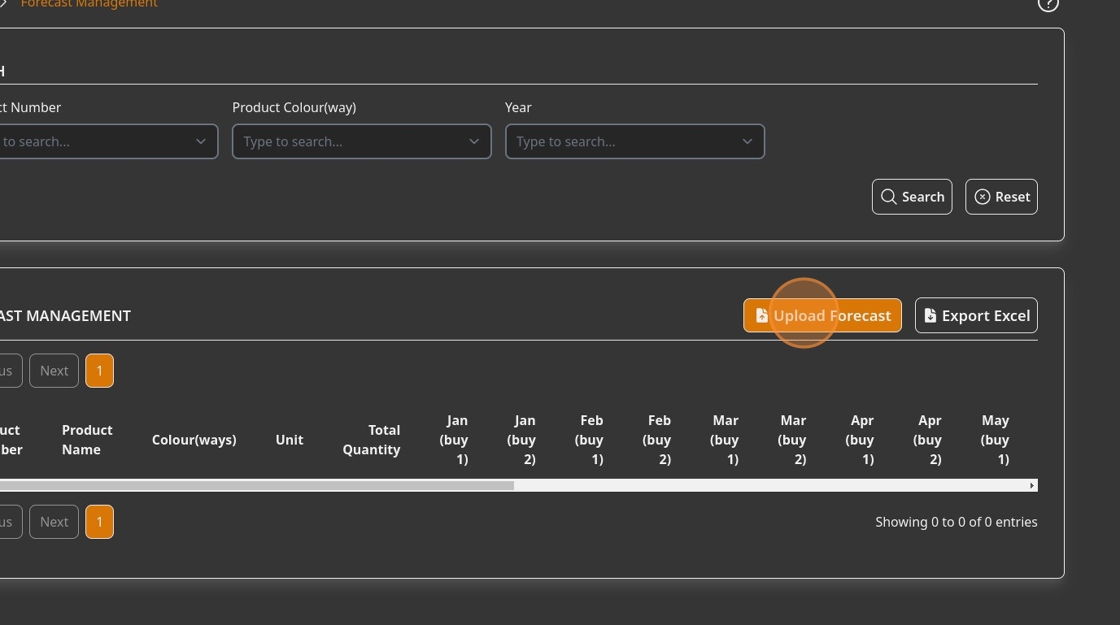 Forecast Management
H
ct Number
Product Colour(way)
Year
to search...
Type to search...
Type to search...
Search
Reset
AST MANAGEMENT
Upload Forecast
Export Excel
us
Next
1
uct
ber
Product
Name
Colour(ways)
Unit
Total
Quantity
Jan
(buy
1)
Jan
(buy
2)
Feb
(buy
1)
Feb
(buy
2)
Mar
(buy
1)
Mar
(buy
2)
Apr
(buy
1)
Apr
(buy
2)
May
(buy
1)
us
Next
1
Showing 0 to 0 of 0 entries